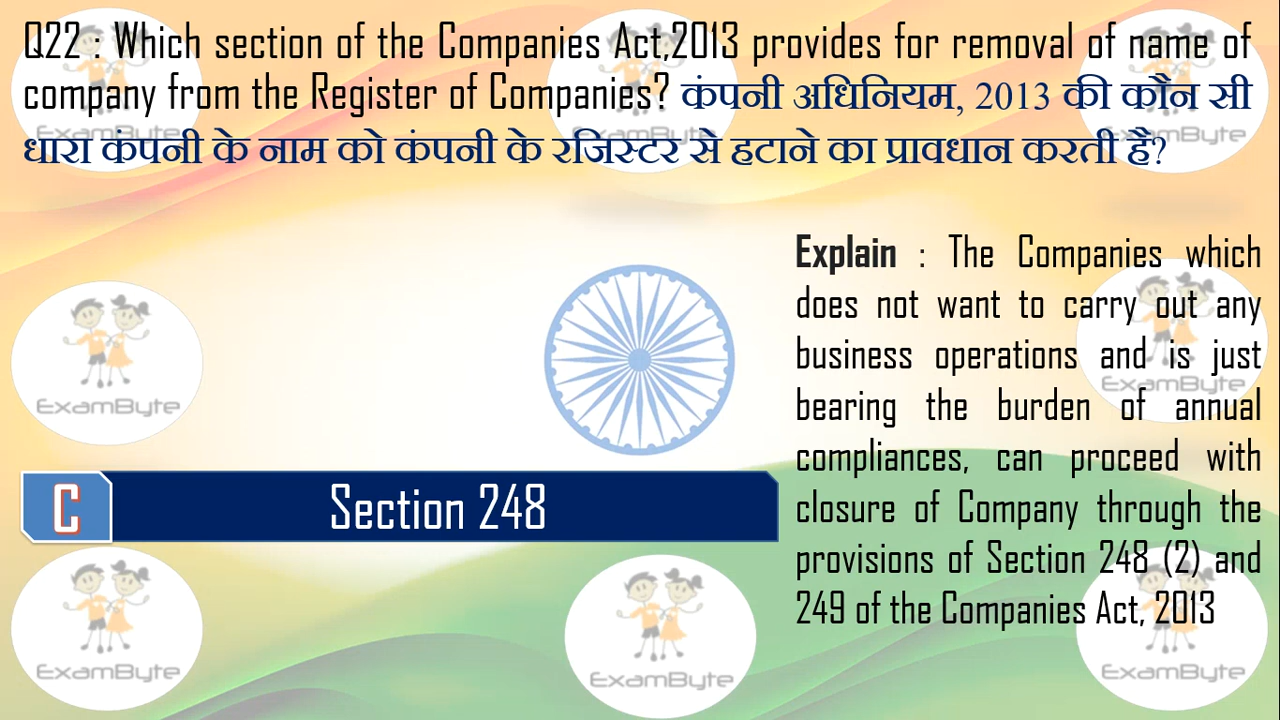 Q22 : Which section of the Companies Act,2013 provides for removal of name of
company from the Register of Companies? कंपनी अधिनियम, 2013 की कौन सी
धारा कंपनी के नाम को कंपनी के रजिस्टर से हटाने का प्रावधान करती है?
Explain : The Companies which
does not want to carry out any
business operations and is just
bearing the burden of annual
compliances, can proceed with
closure of Company through the
provisions of Section 248 (2) and
249 of the Companies Act, 2013
C Section 248
ExamByte
ExamByte
ExamByte
ExamByte
ExamByte
ExamByte
ExamByte
ExamByte